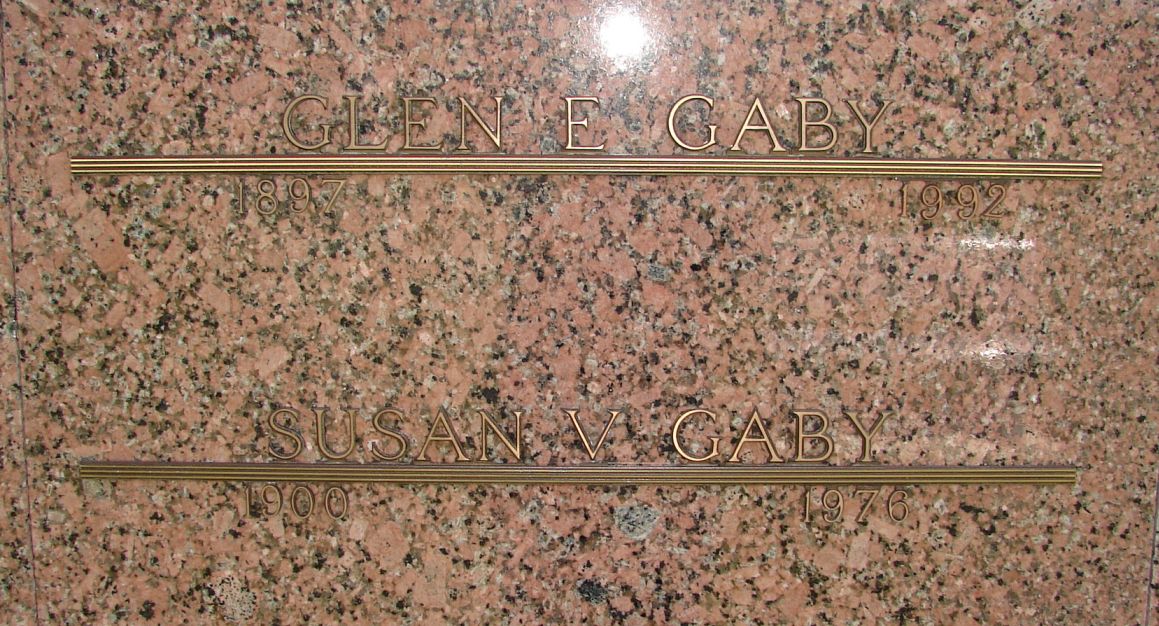 GLEN E GABY
1897 1992
SUSAN V GABY
1900 1976